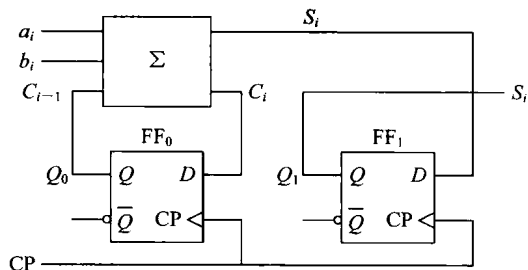 S_i
a_i
b_i
Σ
C_{i-1}
C_i
S_i
FF_0
FF_1
Q_0
Q
D
Q_1
Q
D
Q̅
CP
Q̅
CP
CP